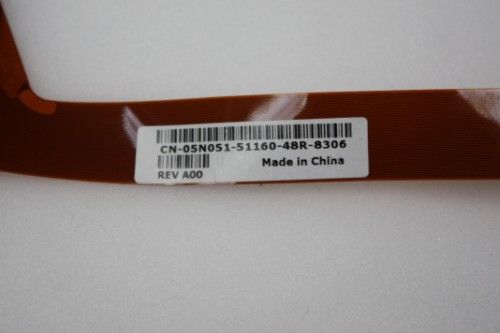 CN-05N051-51160-48R-8306
Made in China
REV A00